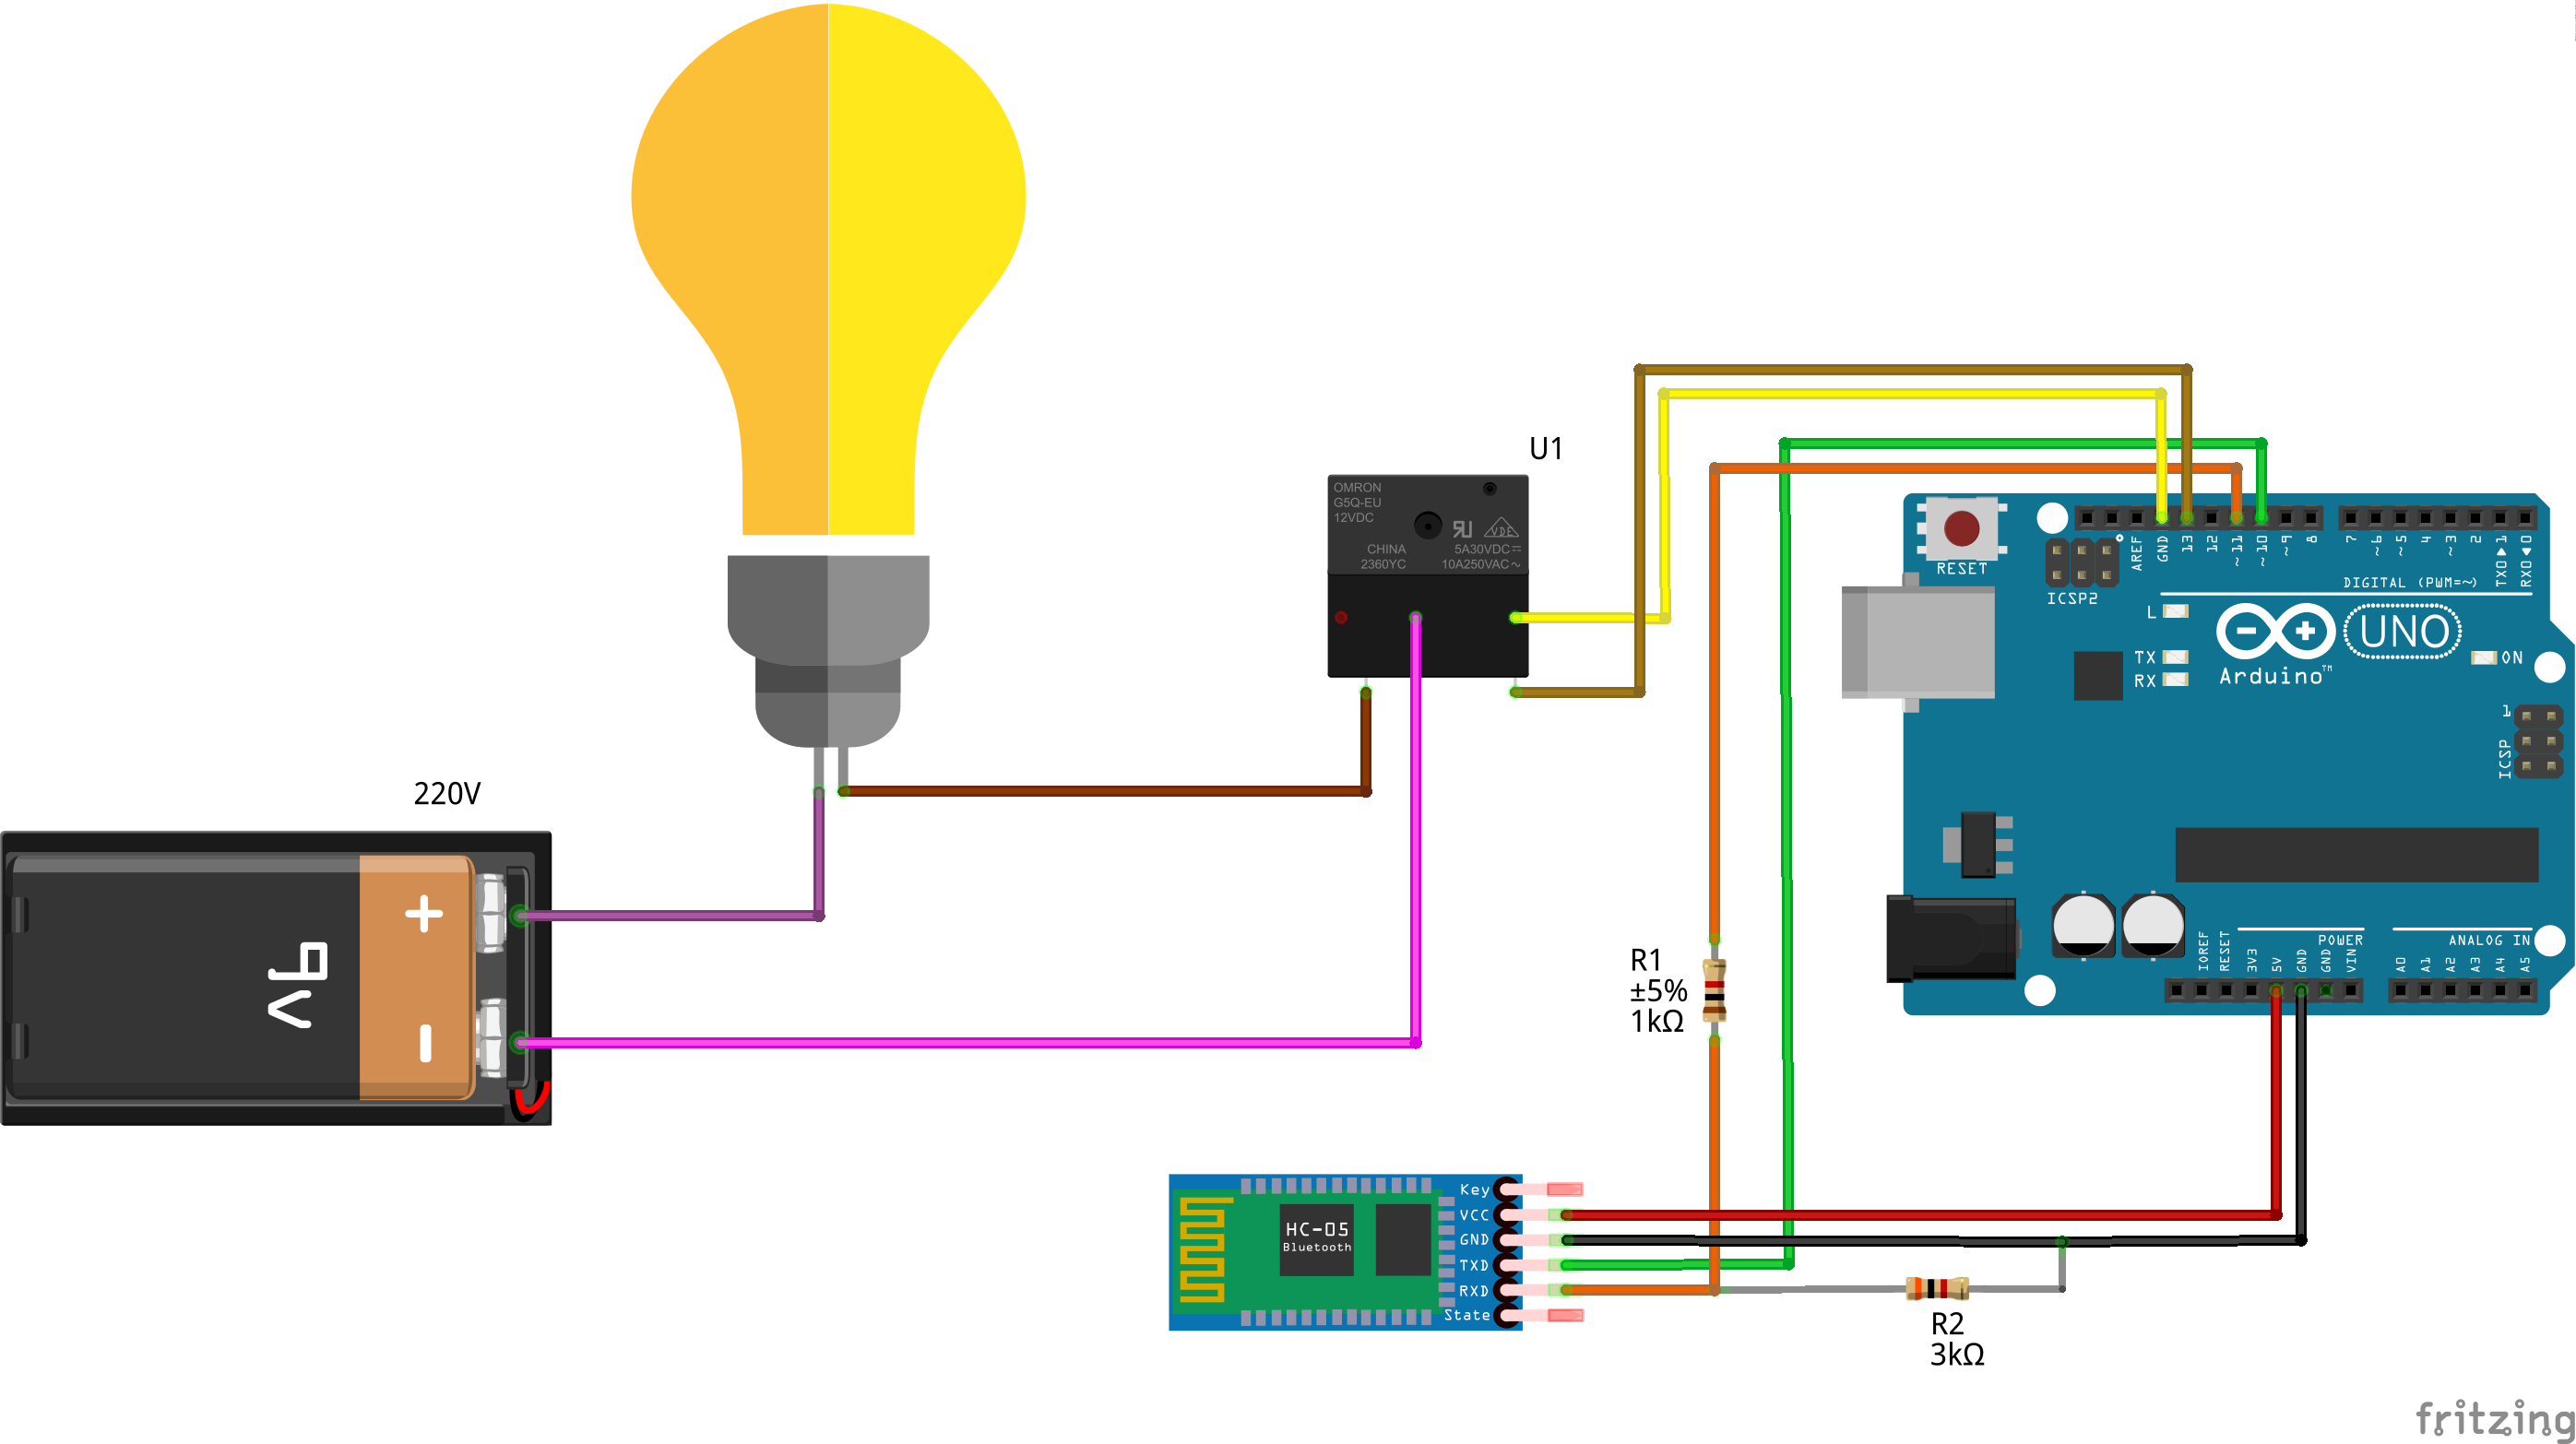 220V
+
9V
-
U1
OMRON
G5Q-EU
12VDC
CHINA
2360YC
5A30VDC
10A250VAC~
VDE
R1
±5%
1kΩ
R2
3kΩ
HC-05
Bluetooth
Key
VCC
GND
TXD
RXD
State
RESET
ICSP2
AREF
GND
13
12
~11
~10
~9
8
7
~6
~5
4
~3
2
TX0▶1
RX0◀0
DIGITAL (PWM=~)
L
TX
RX
UNO
Arduino™
ON
1
ICSP
POWER
ANALOG IN
IOREF
RESET
3V3
5V
GND
GND
VIN
A0
A1
A2
A3
A4
A5
fritzing